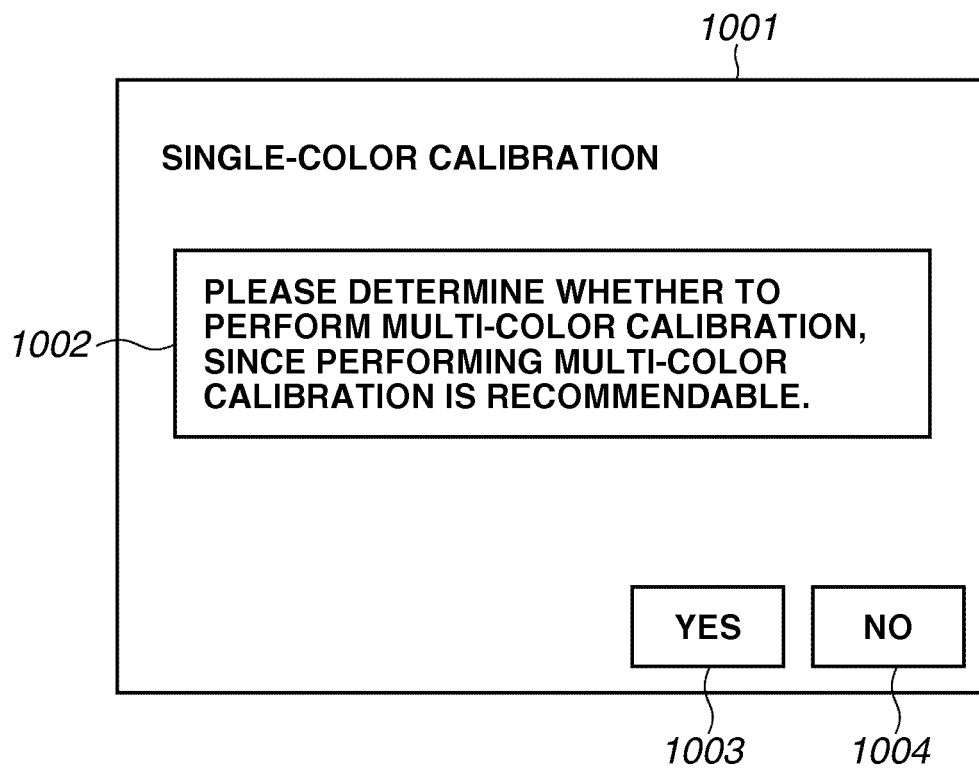 1001
SINGLE-COLOR CALIBRATION
PLEASE DETERMINE WHETHER TO
PERFORM MULTI-COLOR CALIBRATION,
SINCE PERFORMING MULTI-COLOR
CALIBRATION IS RECOMMENDABLE.
1002
YES NO
1003 1004